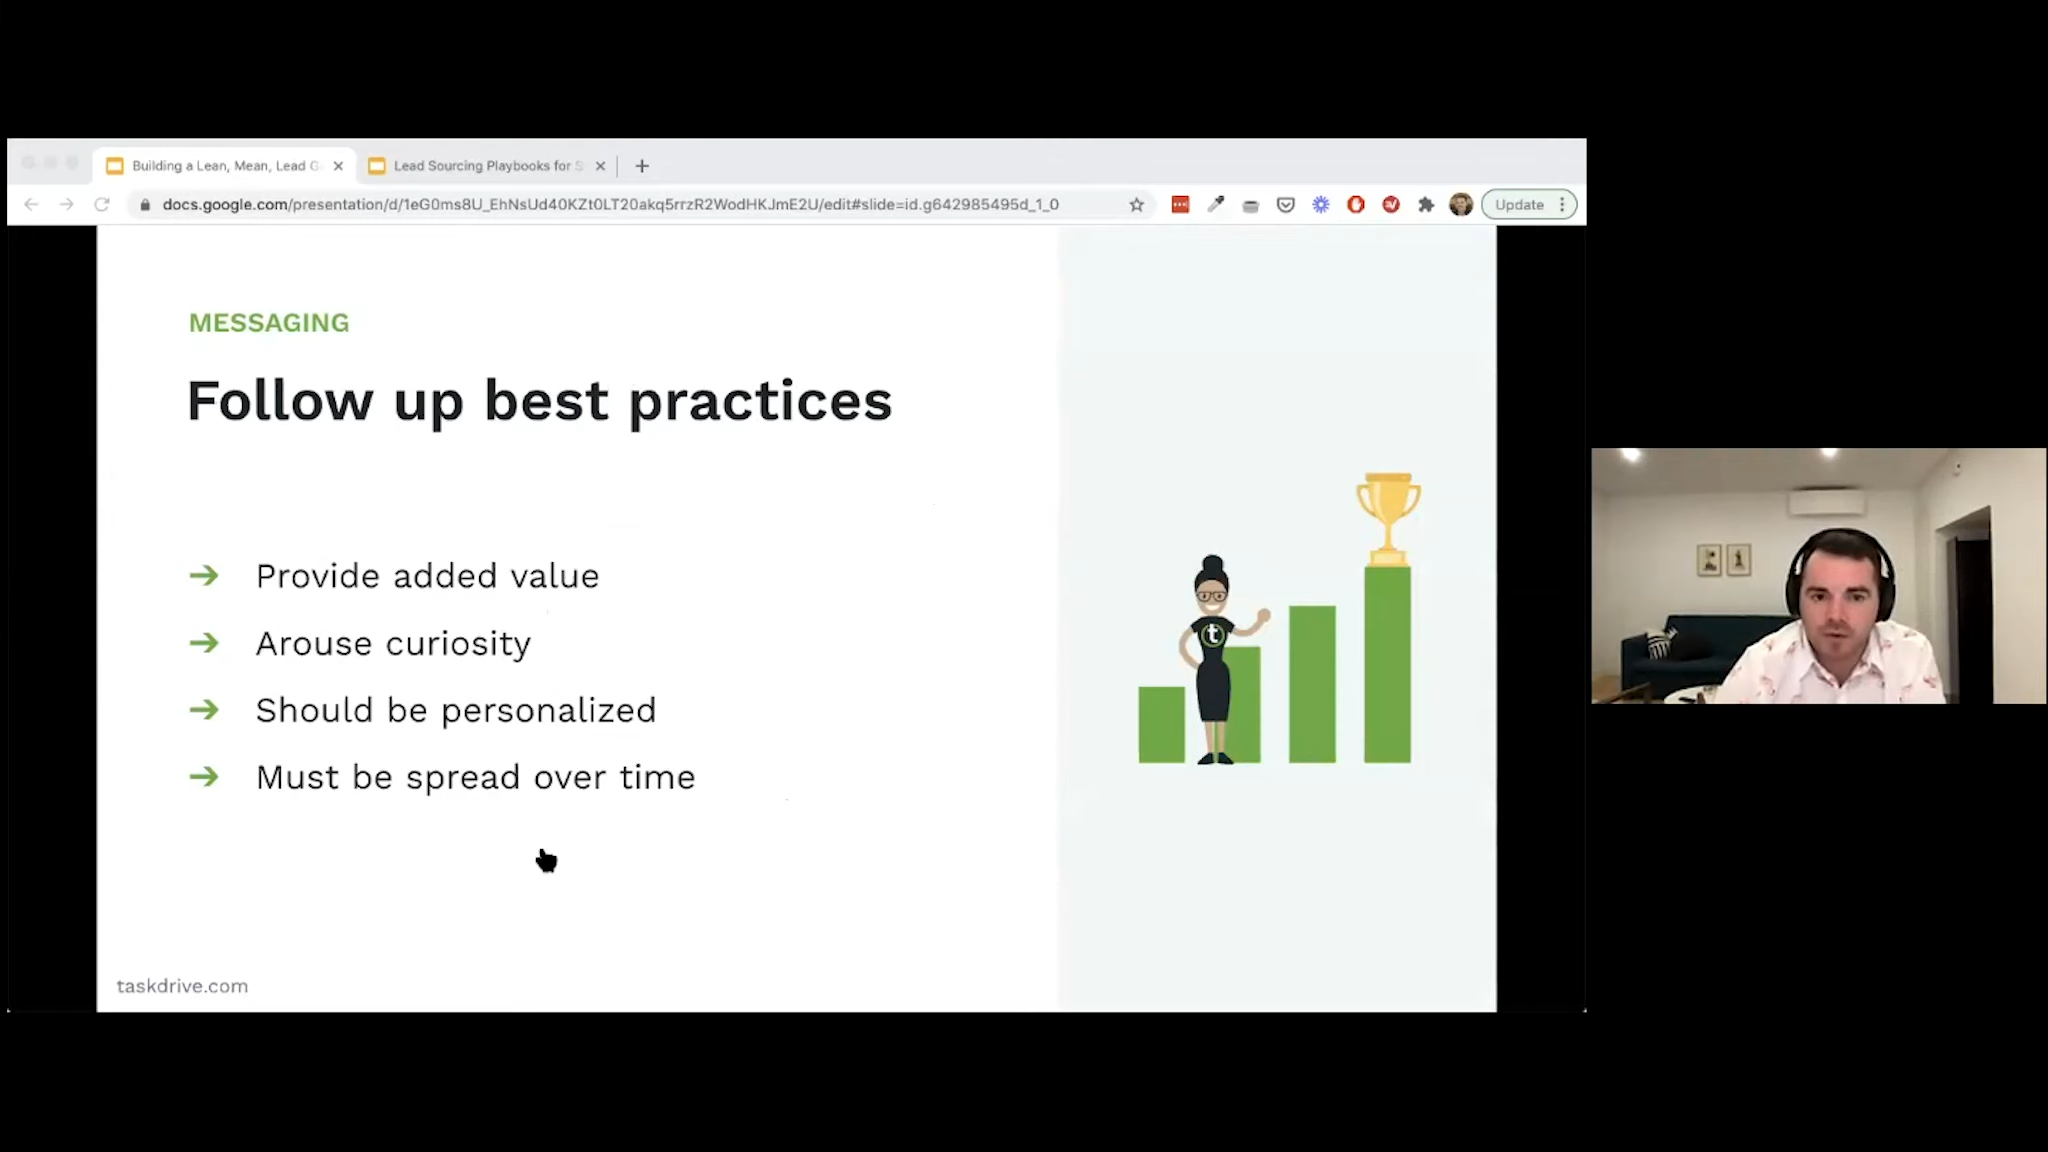 Building a Lean, Mean, Lead G
Lead Sourcing Playbooks for S
docs.google.com/presentation/d/1eG0ms8U_EhNsUd40KZt0LT20akq5rrzR2WodHKJmE2U/edit#slide=id.g642985495d_1_0
Update
MESSAGING
Follow up best practices
→ Provide added value
→ Arouse curiosity
→ Should be personalized
→ Must be spread over time
t
taskdrive.com